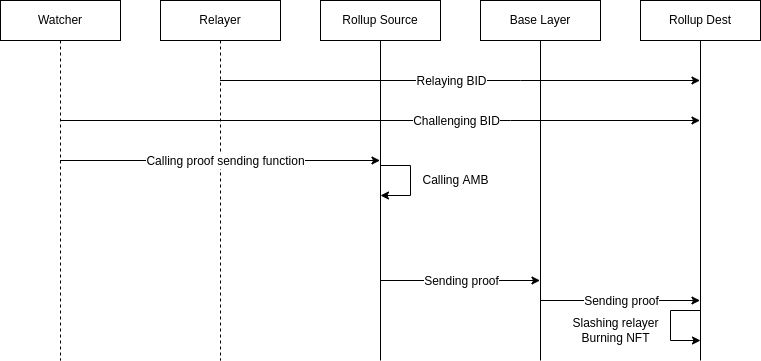 Watcher
Relayer
Rollup Source
Base Layer
Rollup Dest
Relaying BID
Challenging BID
Calling proof sending function
Calling AMB
Sending proof
Sending proof
Slashing relayer
Burning NFT